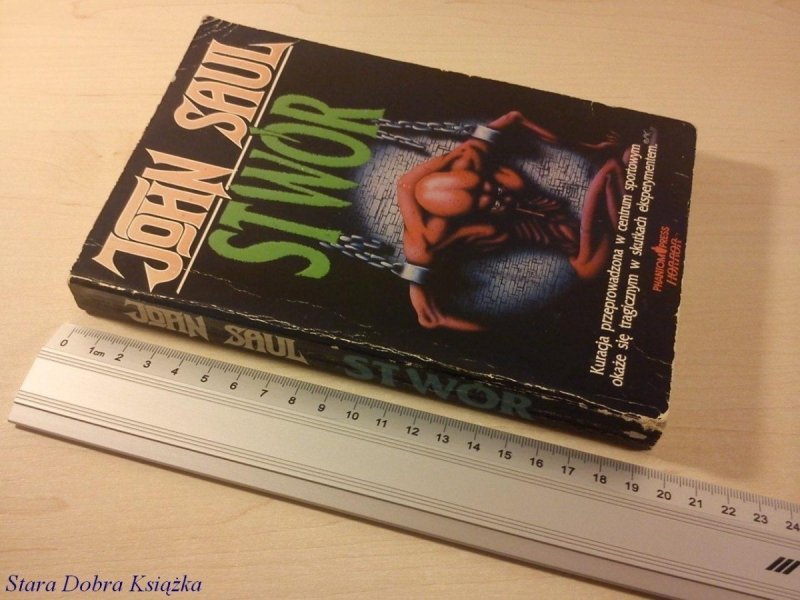 JOHN SAUL
STWÓR
Kuracja przeprowadzona w centrum sportowym
okaże się tragicznym w skutkach eksperymentem.
PHANTOM PRESS
HORROR
JOHN SAUL STWÓR
0 1cm 2 3 4 5 6 7 8 9 10 11 12 13 14 15 16 17 18 19 20 21 22 23 24
Stara Dobra Książka